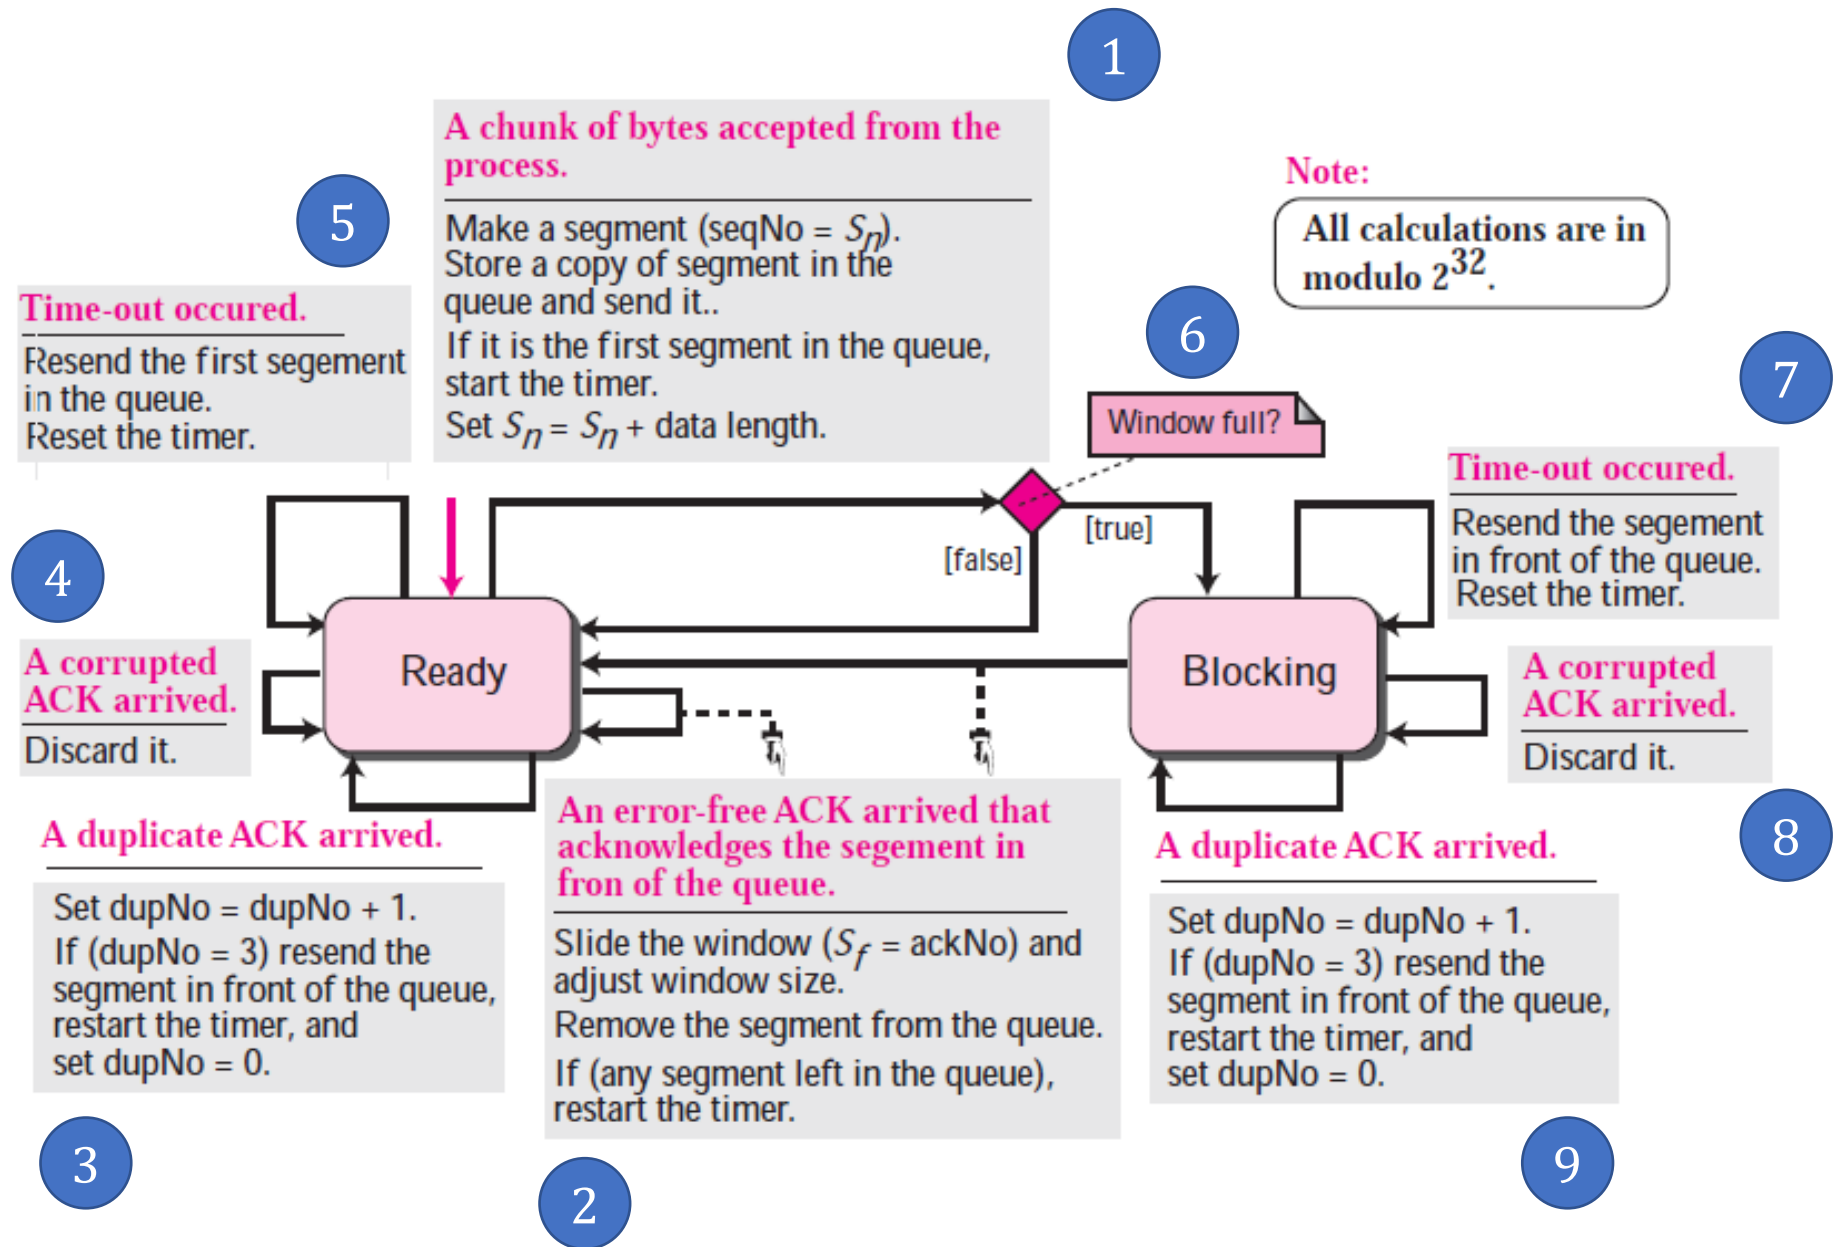 1
A chunk of bytes accepted from the
process.
Make a segment (seqNo = Sn).
Store a copy of segment in the
queue and send it..
If it is the first segment in the queue,
start the timer.
Set Sn = Sn + data length.
Note:
All calculations are in
modulo 2^32.
5
Time-out occured.
Resend the first segement
in the queue.
Reset the timer.
6
Window full?
7
Time-out occured.
Resend the segement
in front of the queue.
Reset the timer.
[true]
[false]
4
A corrupted
ACK arrived.
Discard it.
Ready
Blocking
A corrupted
ACK arrived.
Discard it.
8
A duplicate ACK arrived.
Set dupNo = dupNo + 1.
If (dupNo = 3) resend the
segment in front of the queue,
restart the timer, and
set dupNo = 0.
3
An error-free ACK arrived that
acknowledges the segement in
fron of the queue.
Slide the window (Sf = ackNo) and
adjust window size.
Remove the segment from the queue.
If (any segment left in the queue),
restart the timer.
2
A duplicate ACK arrived.
Set dupNo = dupNo + 1.
If (dupNo = 3) resend the
segment in front of the queue,
restart the timer, and
set dupNo = 0.
9